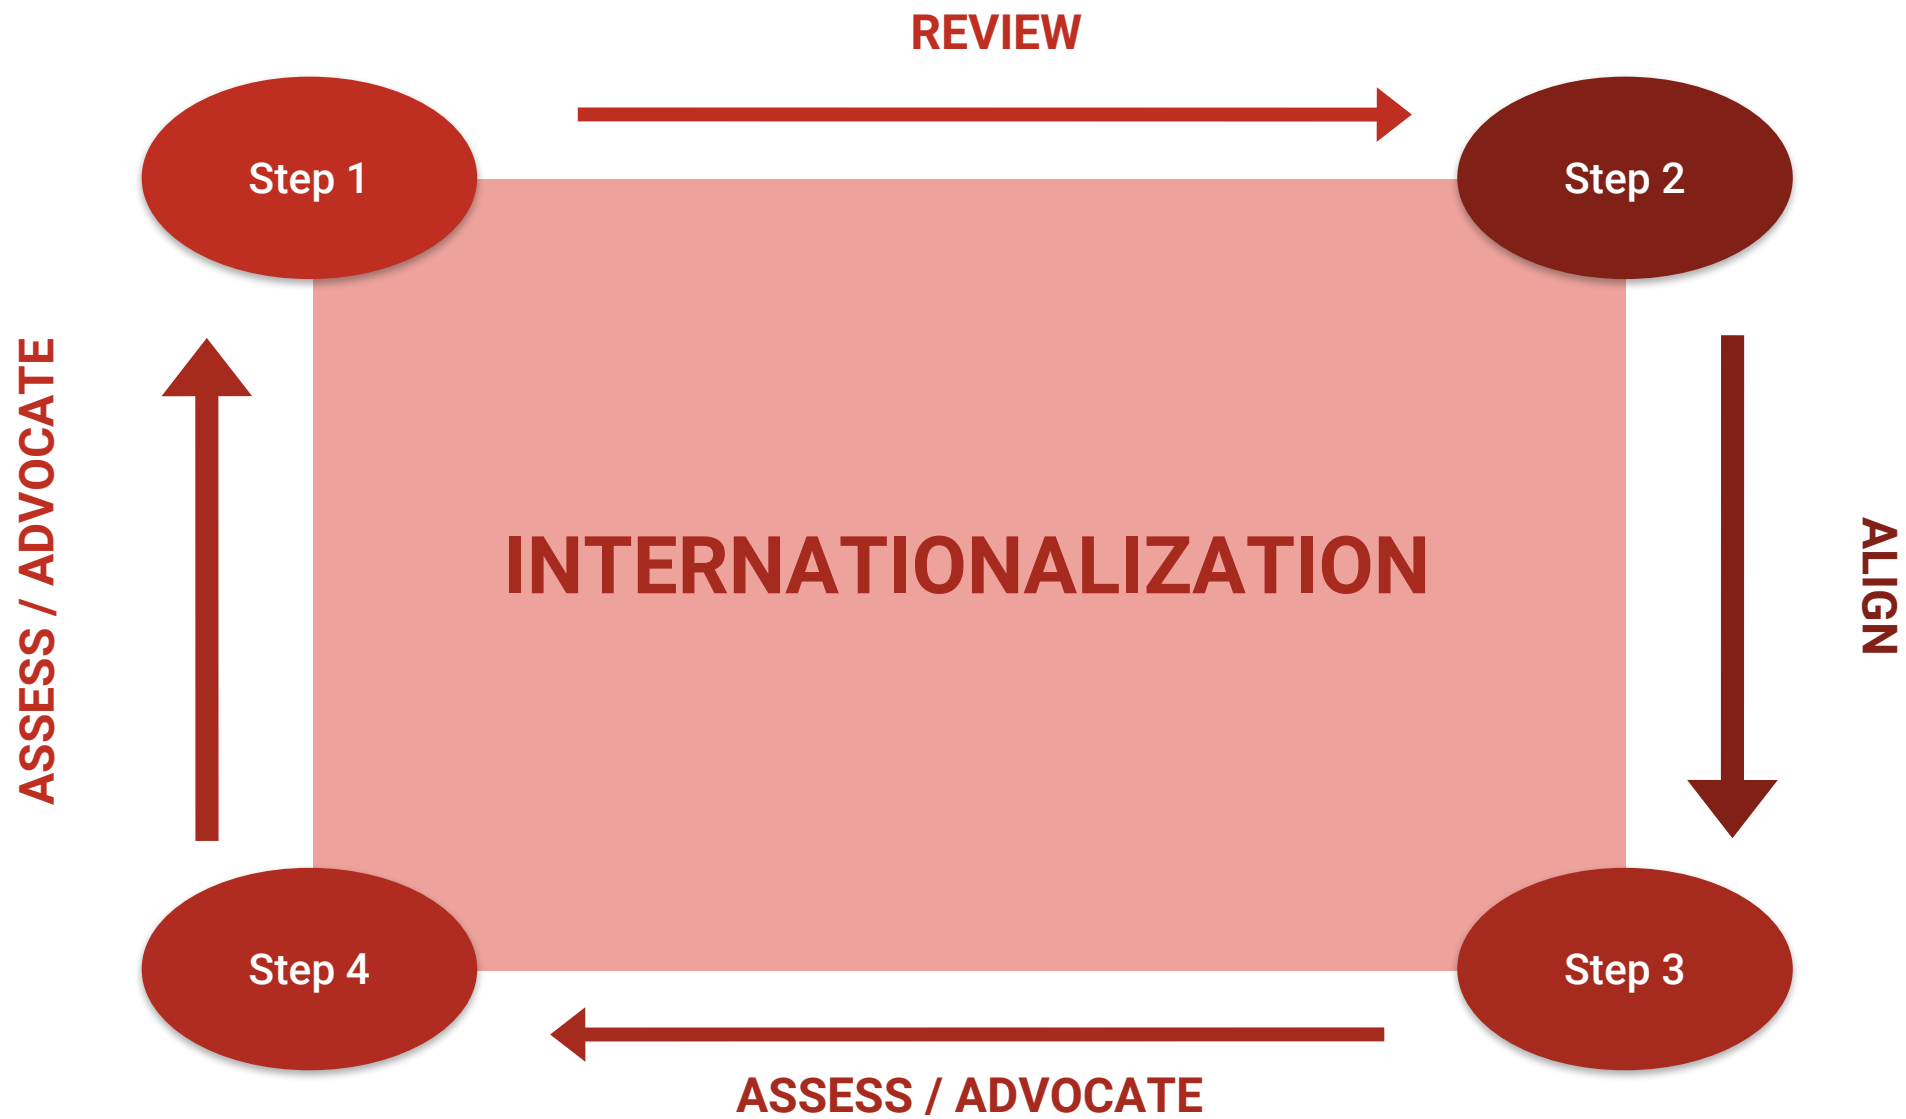 REVIEW
Step 1
Step 2
ASSESS / ADVOCATE
INTERNATIONALIZATION
ALIGN
Step 4
Step 3
ASSESS / ADVOCATE